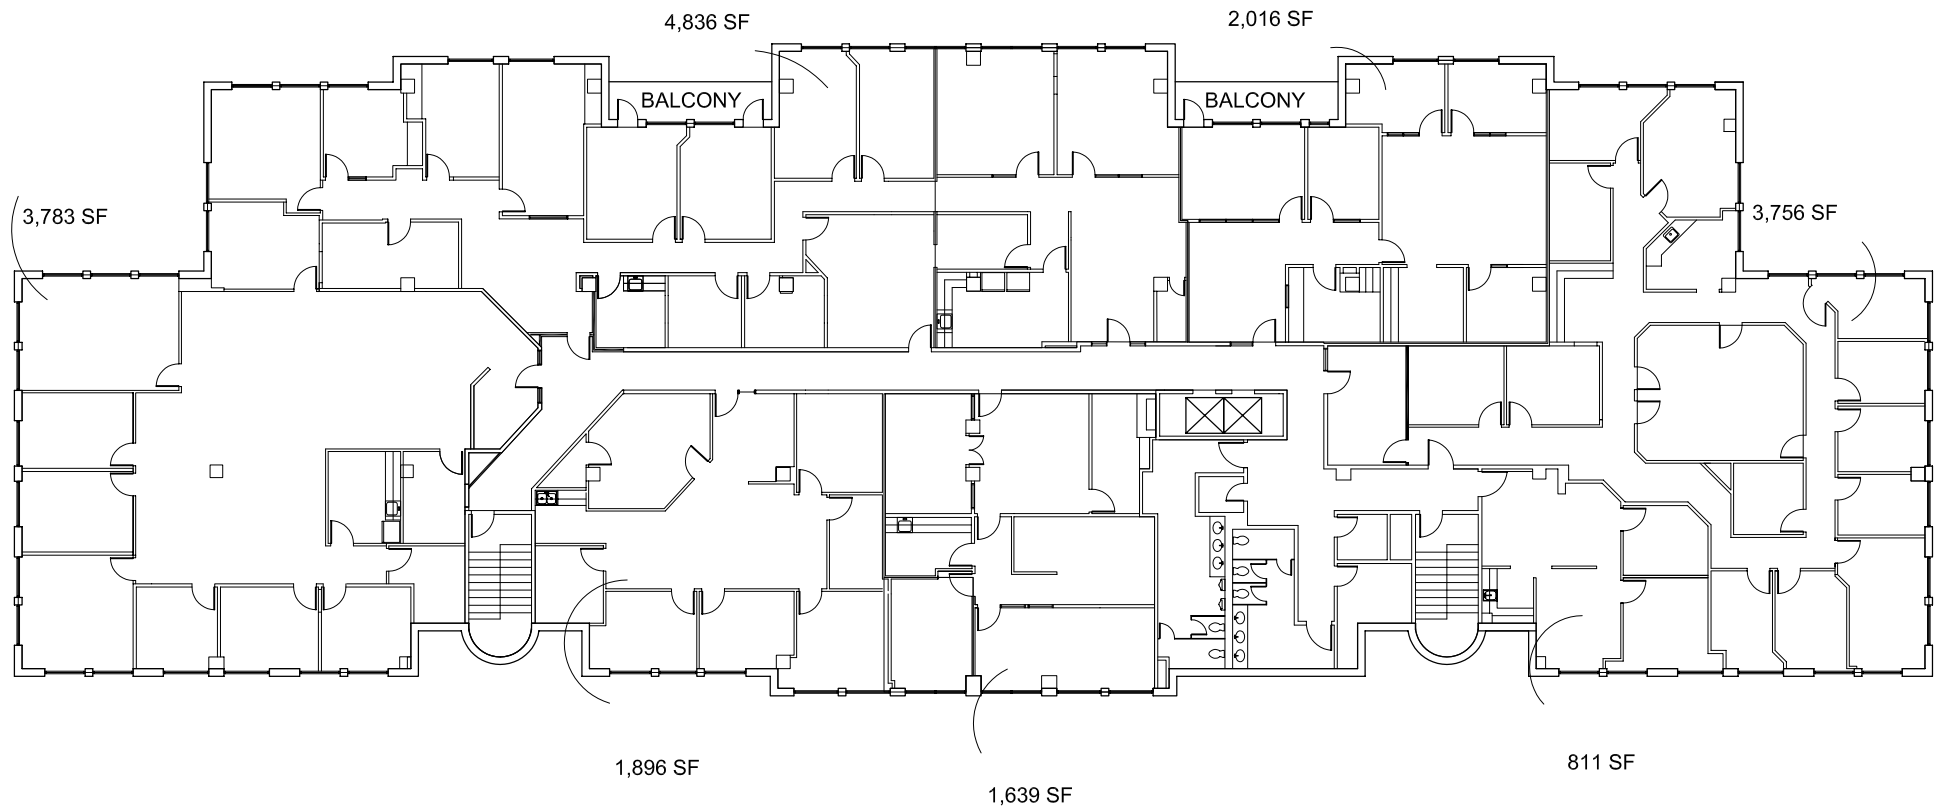 4,836 SF
2,016 SF
BALCONY
BALCONY
3,783 SF
3,756 SF
1,896 SF
1,639 SF
811 SF